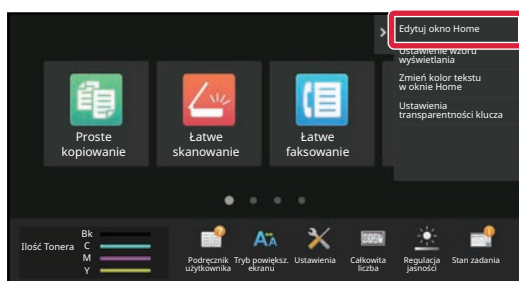 Edytuj okno Home
Ustawienie wzoru
wyświetlania
Zmień kolor tekstu
w oknie Home
Ustawienia
transparentności klucza
Proste
kopiowanie
Łatwe
skanowanie
Łatwe
faksowanie
Ilość Tonera
Bk
C
M
Y
Podręcznik
użytkownika
Tryb powiększ.
ekranu
Ustawienia
Całkowita
liczba
Regulacja
jasności
Stan zadania